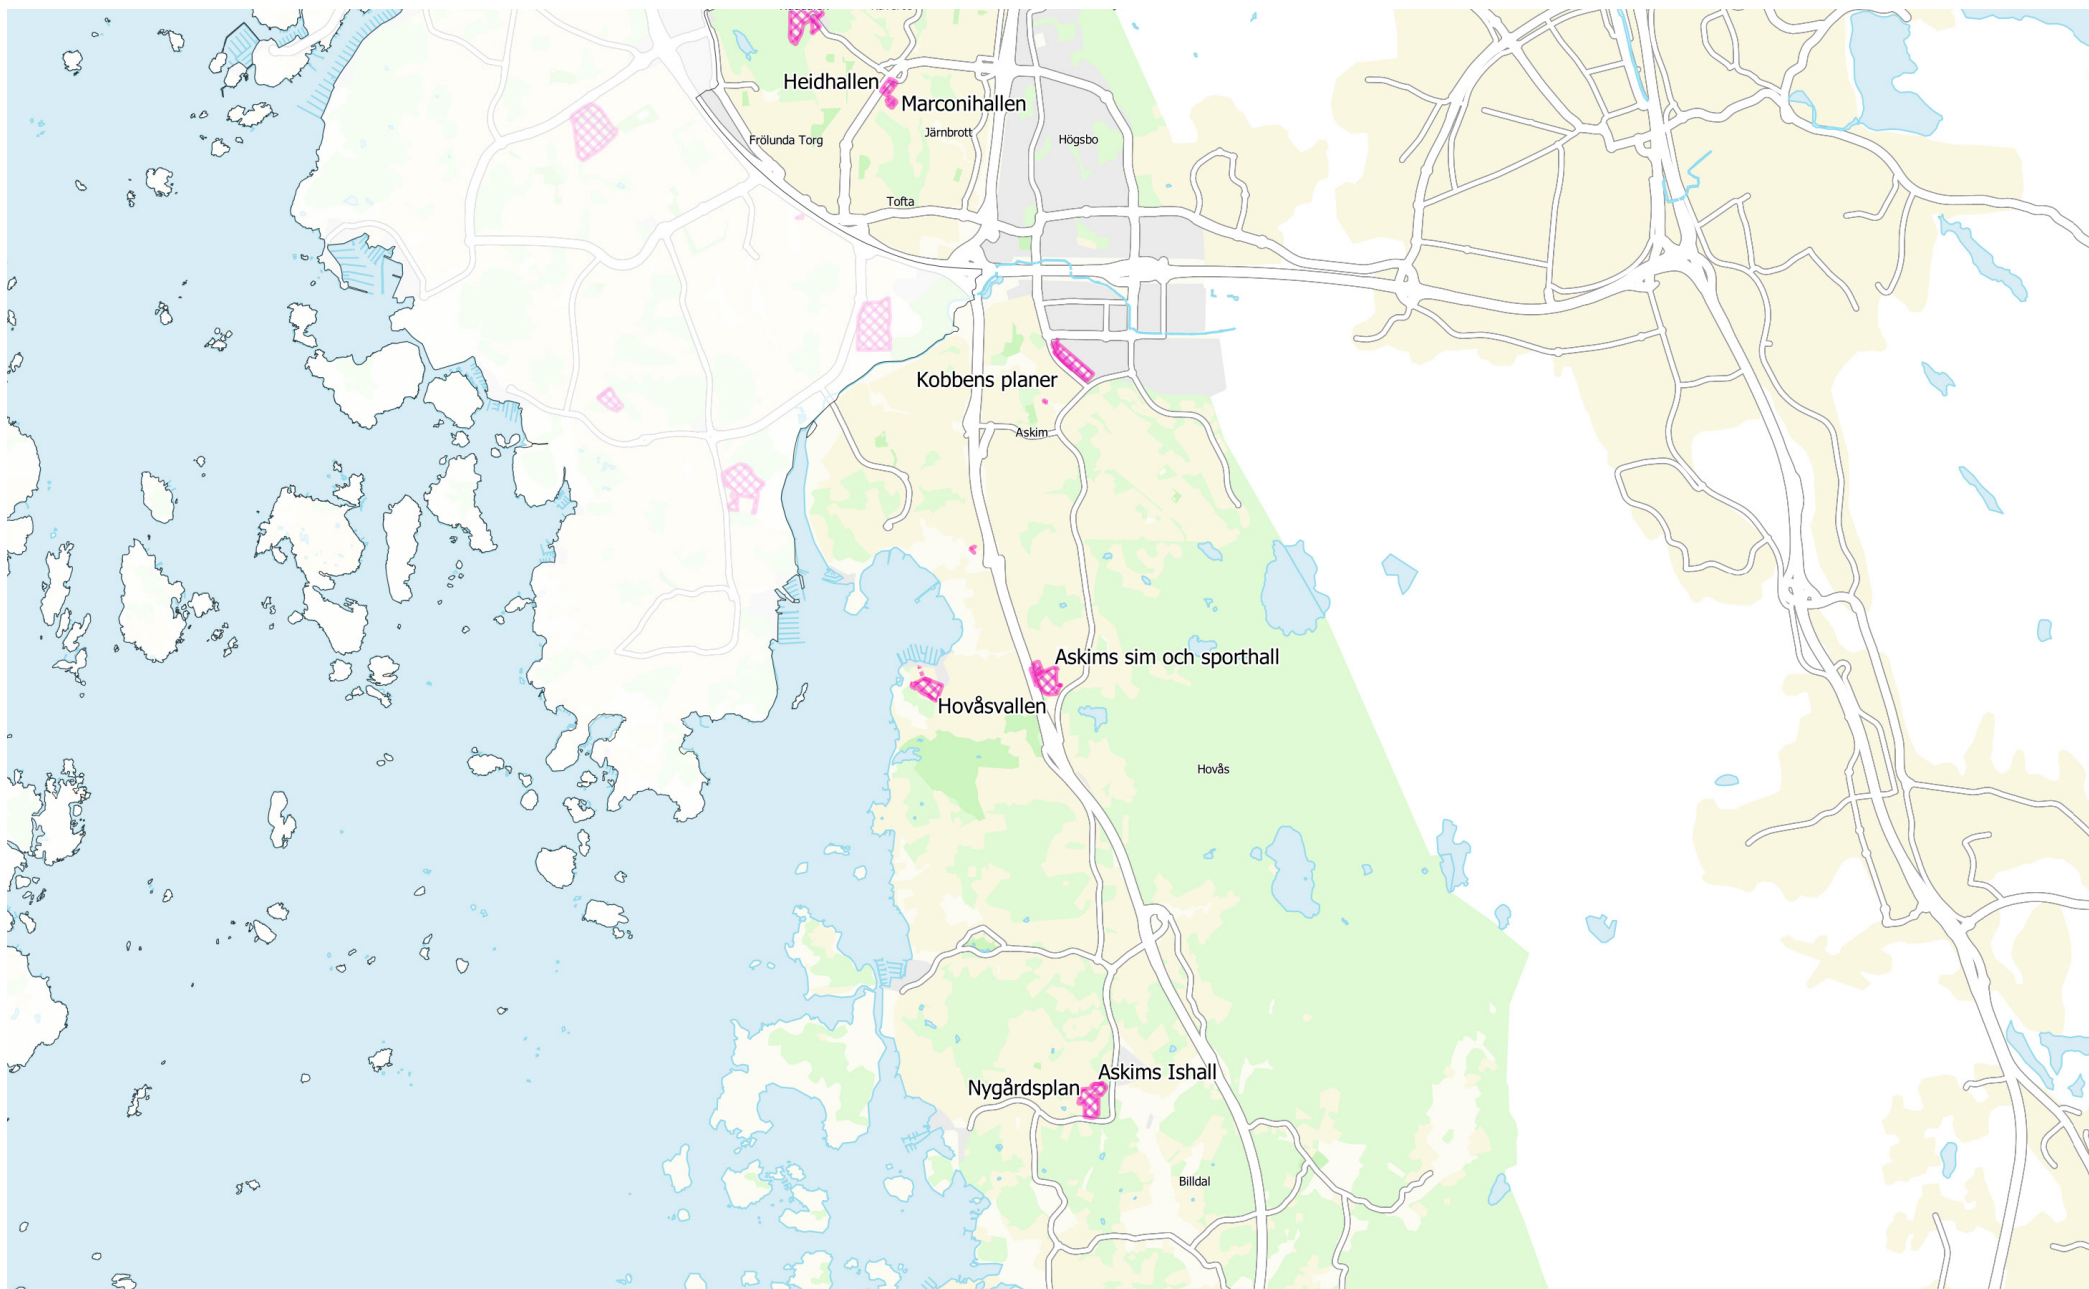 Heidhallen
Marconihallen
Järnbrott
Frölunda Torg
Högsbo
Tofta
Kobbens planer
Askim
Askims sim och sporthall
Hovåsvallen
Hovås
Askims Ishall
Nygårdsplan
Billdal